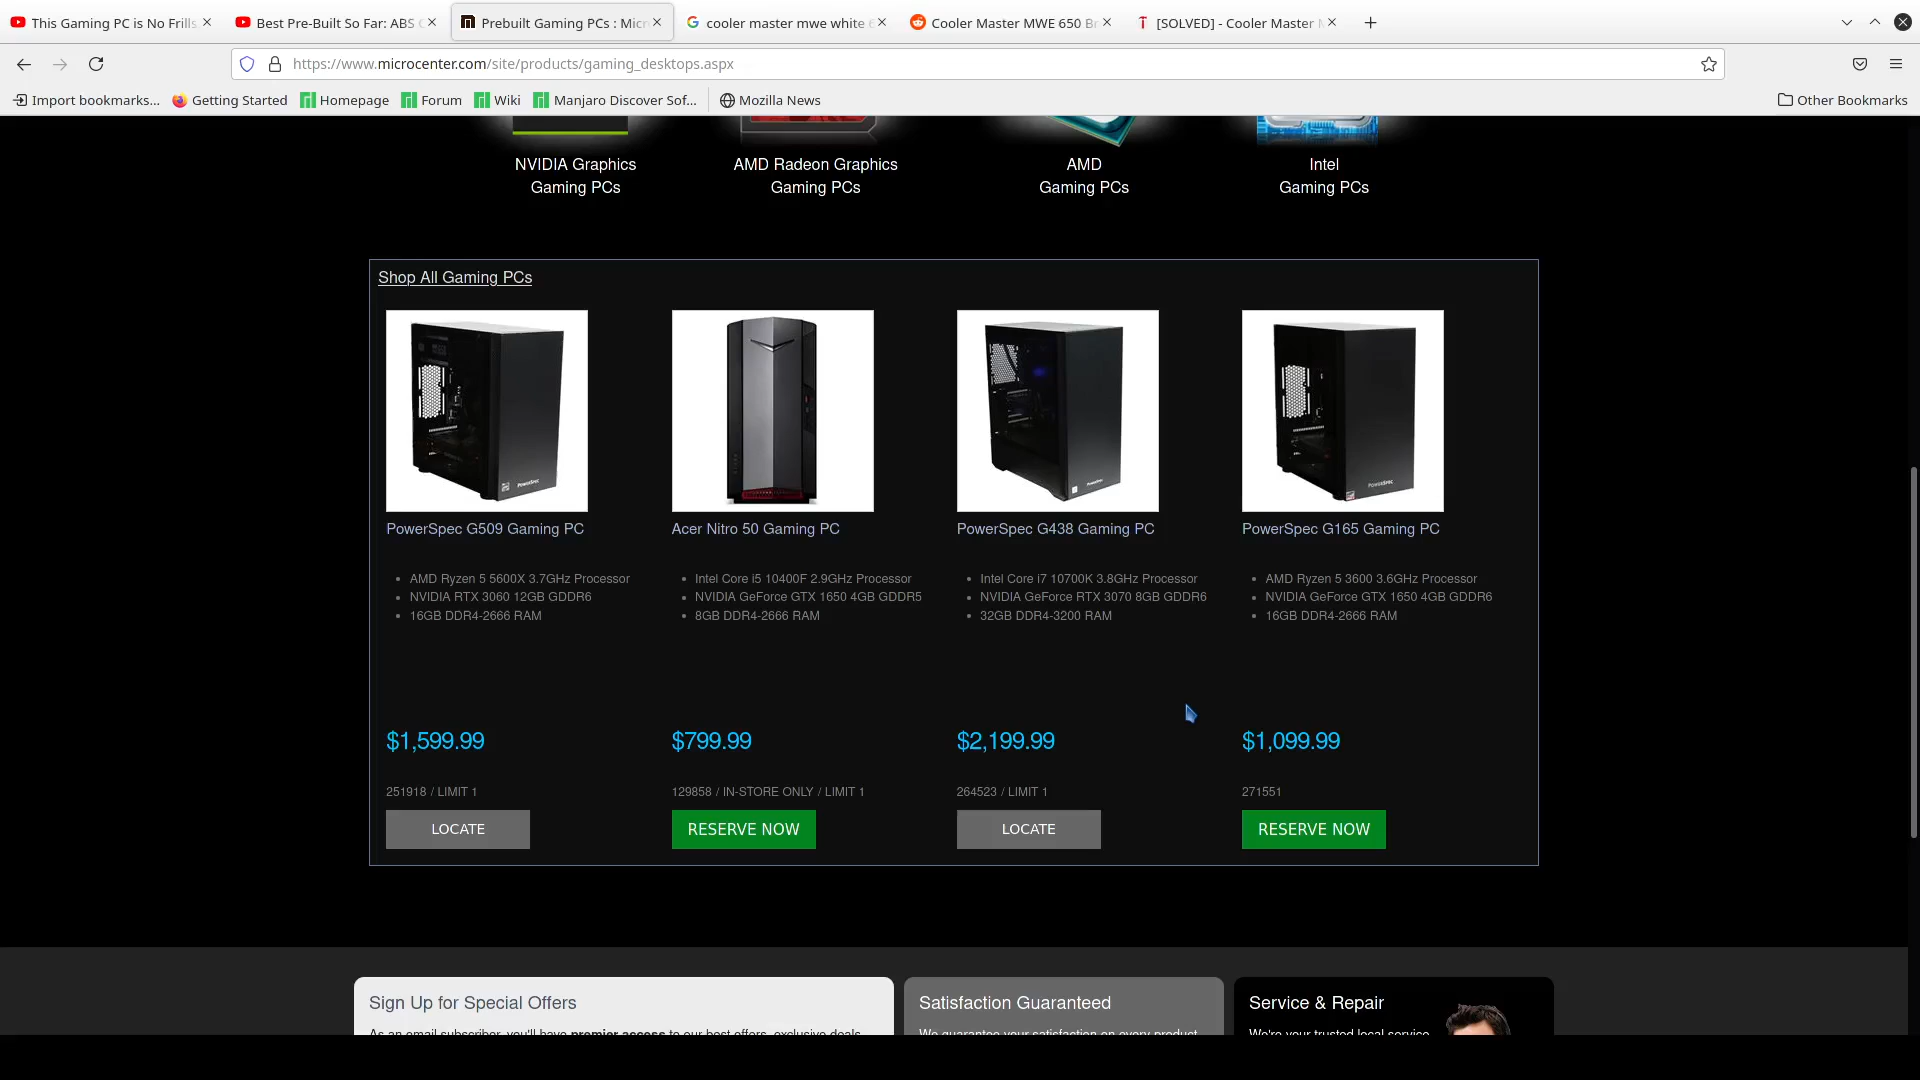 This Gaming PC is No Frills
Best Pre-Built So Far: ABS
Prebuilt Gaming PCs : Micr
cooler master mwe white 6
Cooler Master MWE 650 Br
[SOLVED] - Cooler Master M
https://www.microcenter.com/site/products/gaming_desktops.aspx
Import bookmarks...
Getting Started
Homepage
Forum
Wiki
Manjaro Discover Sof...
Mozilla News
Other Bookmarks
NVIDIA Graphics
Gaming PCs
AMD Radeon Graphics
Gaming PCs
AMD
Gaming PCs
Intel
Gaming PCs
Shop All Gaming PCs
PowerSpec G509 Gaming PC
AMD Ryzen 5 5600X 3.7GHz Processor
NVIDIA RTX 3060 12GB GDDR6
16GB DDR4-2666 RAM
$1,599.99
251918 / LIMIT 1
LOCATE
Acer Nitro 50 Gaming PC
Intel Core i5 10400F 2.9GHz Processor
NVIDIA GeForce GTX 1650 4GB GDDR5
8GB DDR4-2666 RAM
$799.99
129858 / IN-STORE ONLY / LIMIT 1
RESERVE NOW
PowerSpec G438 Gaming PC
Intel Core i7 10700K 3.8GHz Processor
NVIDIA GeForce RTX 3070 8GB GDDR6
32GB DDR4-3200 RAM
$2,199.99
264523 / LIMIT 1
LOCATE
PowerSpec G165 Gaming PC
AMD Ryzen 5 3600 3.6GHz Processor
NVIDIA GeForce GTX 1650 4GB GDDR6
16GB DDR4-2666 RAM
$1,099.99
271551
RESERVE NOW
Sign Up for Special Offers
As an email subscriber, you'll have premier access to our best offers, exclusive deals
Satisfaction Guaranteed
We guarantee your satisfaction on every product
Service & Repair
We're your trusted local service